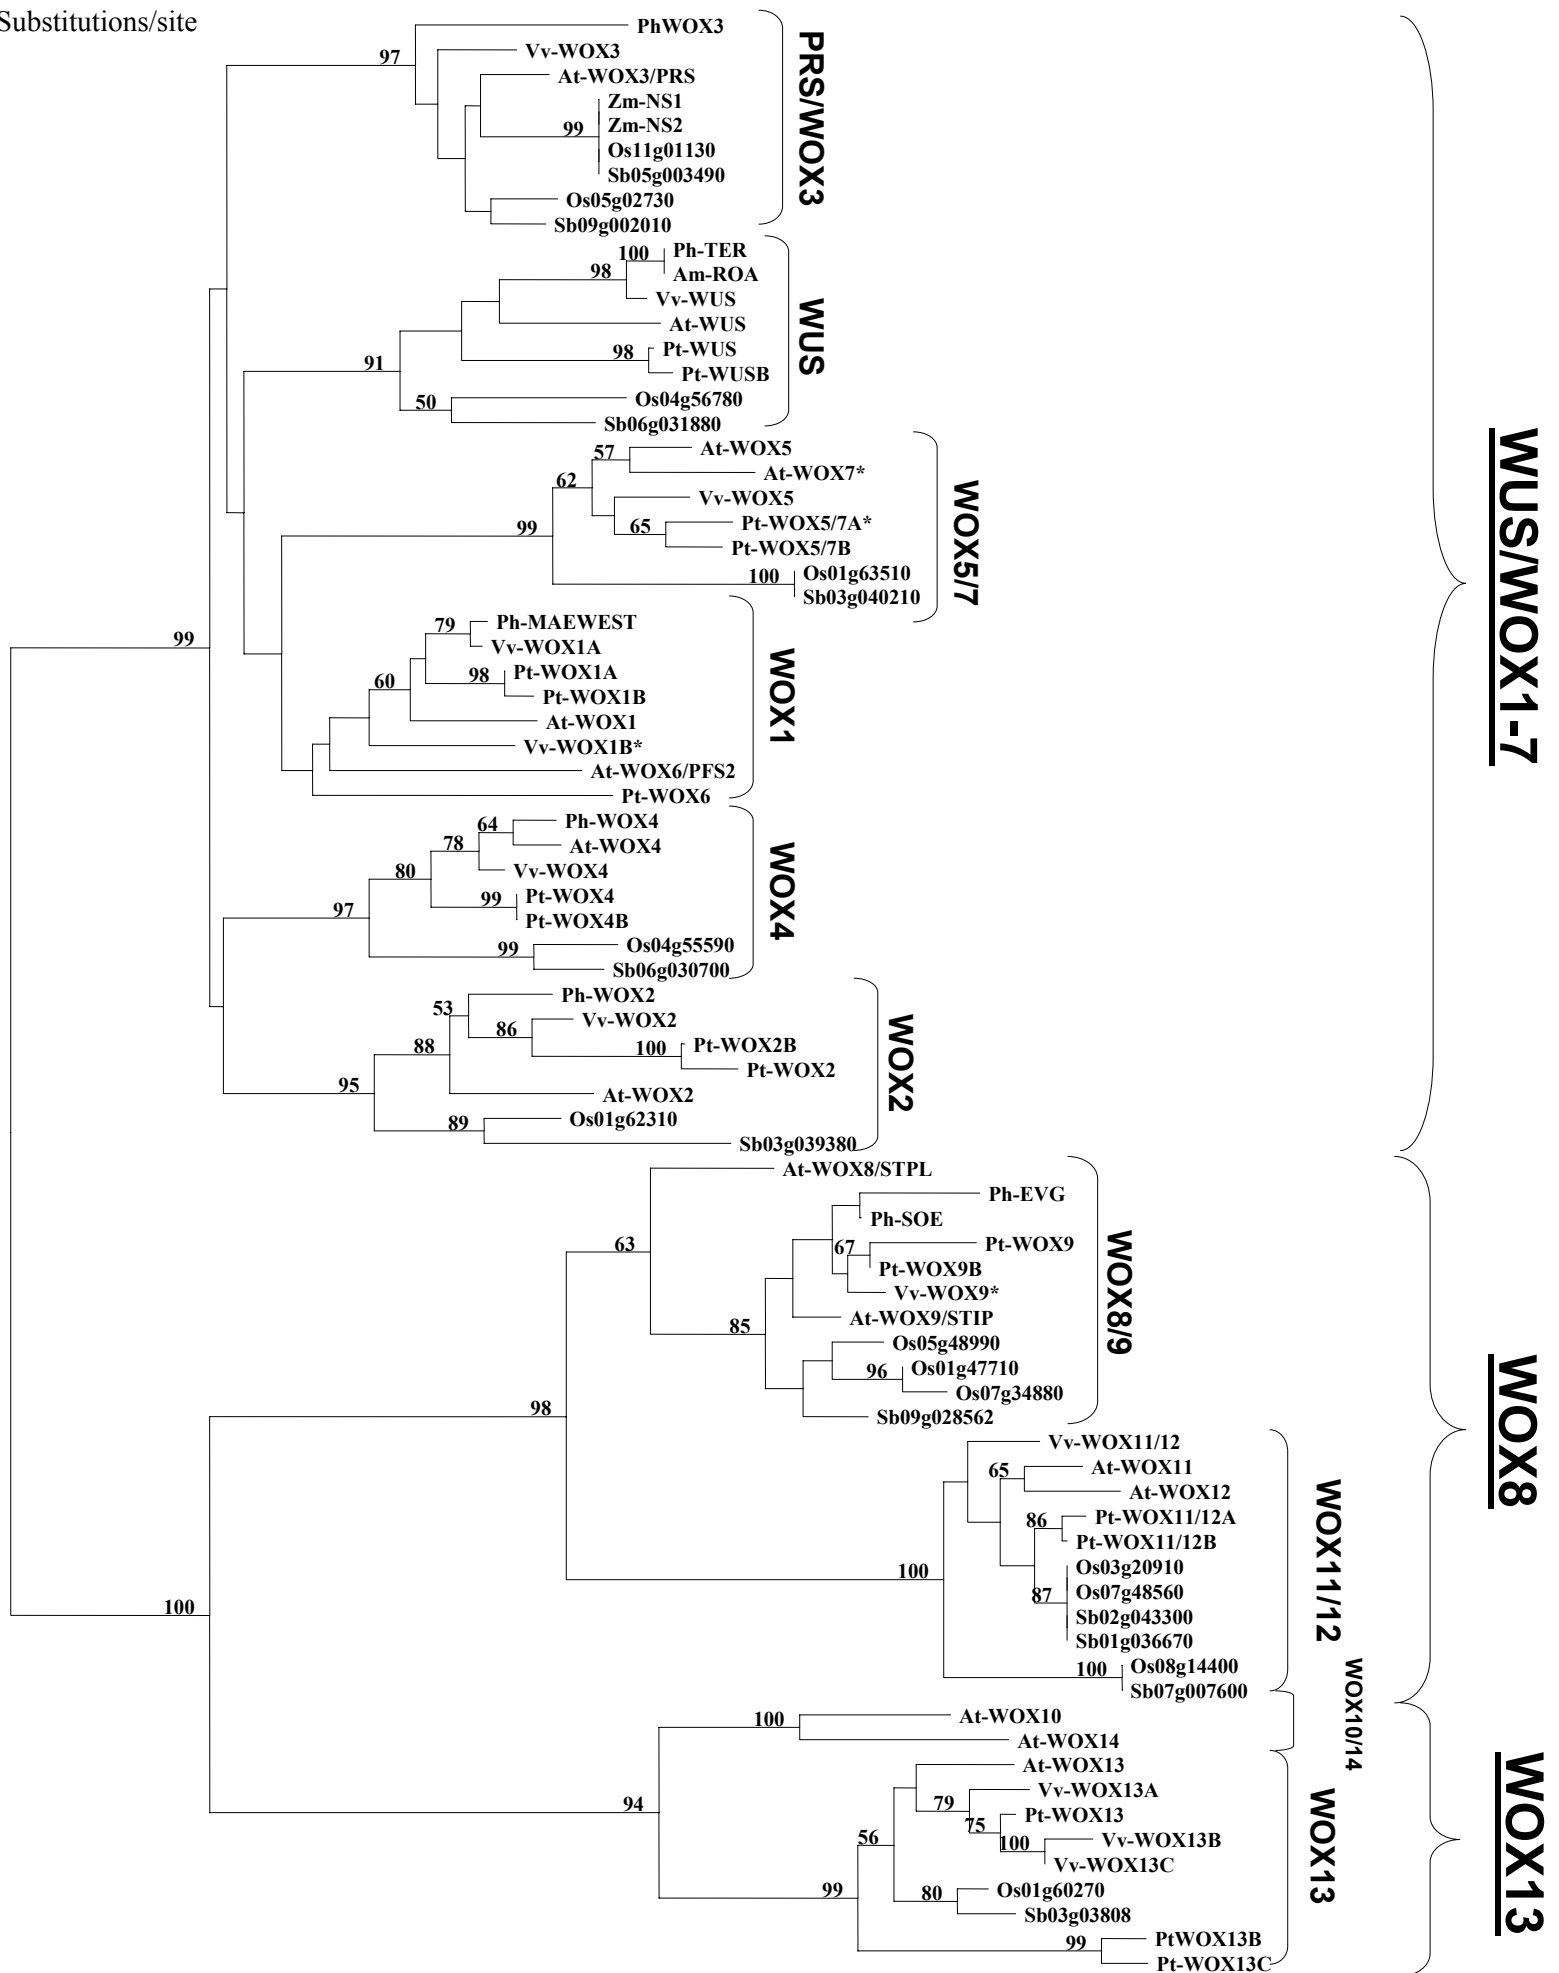 Substitutions/site
PhWOX3
Vv-WOX3
97
At-WOX3/PRS
Zm-NS1
Zm-NS2
99
Os11g01130
Sb05g003490
Os05g02730
Sb09g002010
PRS/WOX3
Ph-TER
100
Am-ROA
98
Vv-WUS
At-WUS
Pt-WUS
98
Pt-WUSB
91
Os04g56780
50
Sb06g031880
WUS
At-WOX5
57
At-WOX7*
62
Vv-WOX5
Pt-WOX5/7A*
65
Pt-WOX5/7B
99
Os01g63510
100
Sb03g040210
WOX5/7
Ph-MAEWEST
79
Vv-WOX1A
Pt-WOX1A
98
Pt-WOX1B
60
At-WOX1
Vv-WOX1B*
At-WOX6/PFS2
Pt-WOX6
WOX1
99
Ph-WOX4
64
At-WOX4
78
Vv-WOX4
80
Pt-WOX4
99
Pt-WOX4B
97
Os04g55590
99
Sb06g030700
WOX4
Ph-WOX2
53
Vv-WOX2
86
Pt-WOX2B
100
Pt-WOX2
88
At-WOX2
95
Os01g62310
89
Sb03g039380
WOX2
WUS/WOX1-7
At-WOX8/STPL
Ph-EVG
Ph-SOE
63
Pt-WOX9
67
Pt-WOX9B
Vv-WOX9*
At-WOX9/STIP
85
Os05g48990
Os01g47710
96
Os07g34880
Sb09g028562
WOX8/9
98
Vv-WOX11/12
At-WOX11
65
At-WOX12
Pt-WOX11/12A
86
Pt-WOX11/12B
Os03g20910
100
Os07g48560
87
Sb02g043300
Sb01g036670
Os08g14400
100
Sb07g007600
WOX11/12
WOX8
100
At-WOX10
100
At-WOX14
WOX10/14
At-WOX13
Vv-WOX13A
94
79
Pt-WOX13
75
Vv-WOX13B
56
100
Vv-WOX13C
Os01g60270
99
80
Sb03g03808
PtWOX13B
99
Pt-WOX13C
WOX13
WOX13